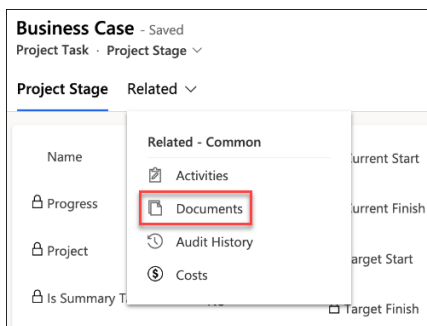 Business Case - Saved
Project Task · Project Stage
Project Stage Related
Related - Common
Name
Activities
Current Start
Progress
Documents
Current Finish
Project
Audit History
Target Start
Costs
Is Summary T
Target Finish